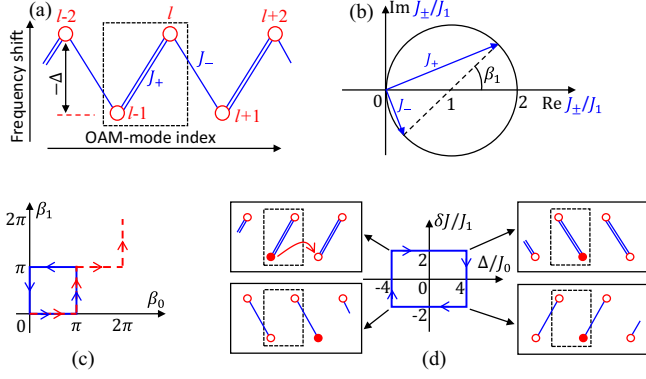 (a)
l-2
l
l+2
Frequency shift
−Δ
J₊
J₋
l-1
l+1
OAM-mode index
(b)
Im J±/J₁
J₊
β₁
J₋
0
1
2
Re J±/J₁
2π
β₁
π
0
π
2π
β₀
(c)
δJ/J₁
2
Δ/J₀
-4
0
4
-2
(d)